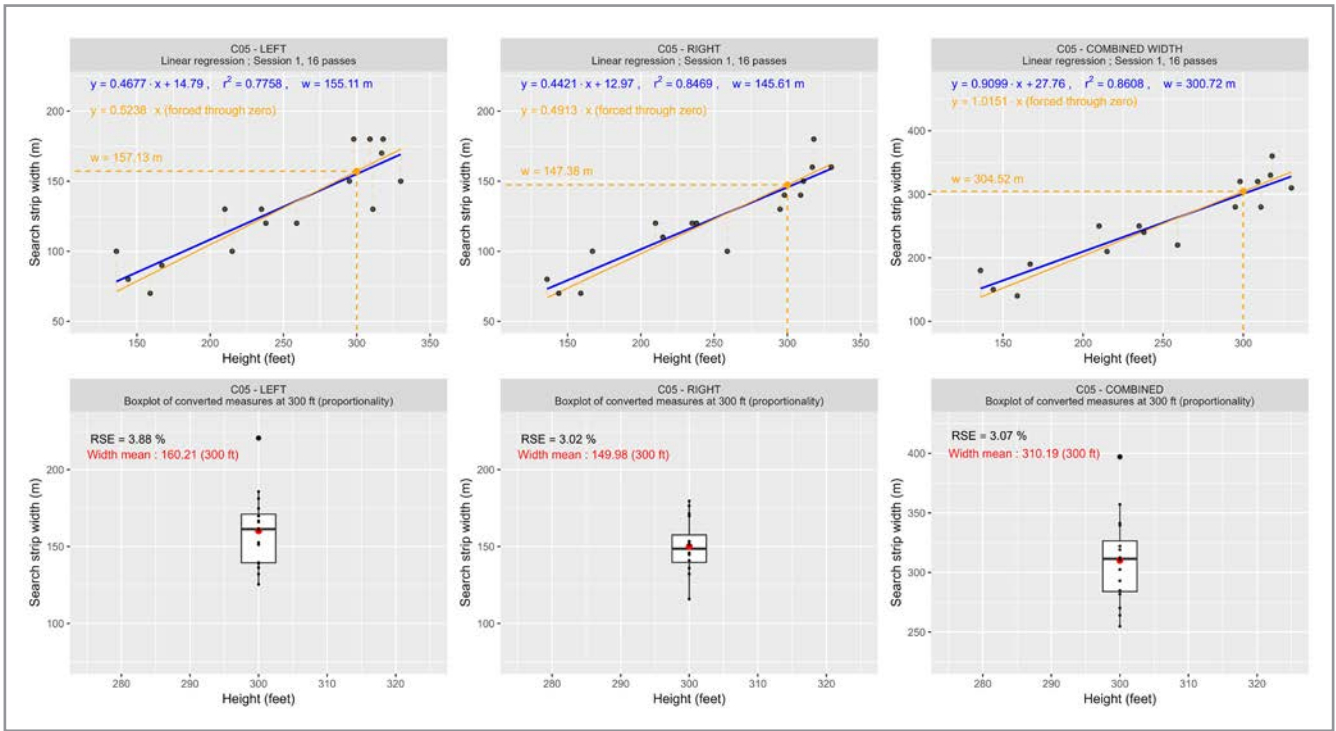 C05 - LEFT
Linear regression ; Session 1, 16 passes
y = 0.4677 · x + 14.79 , r² = 0.7758 , w = 155.11 m
y = 0.5238 · x (forced through zero)
w = 157.13 m
200
150
100
50
150
200
250
300
350
Search strip width (m)
Height (feet)
C05 - RIGHT
Linear regression ; Session 1, 16 passes
y = 0.4421 · x + 12.97 , r² = 0.8469 , w = 145.61 m
y = 0.4913 · x (forced through zero)
w = 147.38 m
200
150
100
50
150
200
250
300
350
Search strip width (m)
Height (feet)
C05 - COMBINED WIDTH
Linear regression ; Session 1, 16 passes
y = 0.9099 · x + 27.76 , r² = 0.8608 , w = 300.72 m
y = 1.0151 · x (forced through zero)
w = 304.52 m
400
300
200
100
150
200
250
300
Search strip width (m)
Height (feet)
C05 - LEFT
Boxplot of converted measures at 300 ft (proportionality)
RSE = 3.88 %
Width mean : 160.21 (300 ft)
200
150
100
280
290
300
310
320
Search strip width (m)
Height (feet)
C05 - RIGHT
Boxplot of converted measures at 300 ft (proportionality)
RSE = 3.02 %
Width mean : 149.98 (300 ft)
200
150
100
280
290
300
310
320
Search strip width (m)
Height (feet)
C05 - COMBINED
Boxplot of converted measures at 300 ft (proportionality)
RSE = 3.07 %
Width mean : 310.19 (300 ft)
400
350
300
250
280
290
300
310
320
Search strip width (m)
Height (feet)